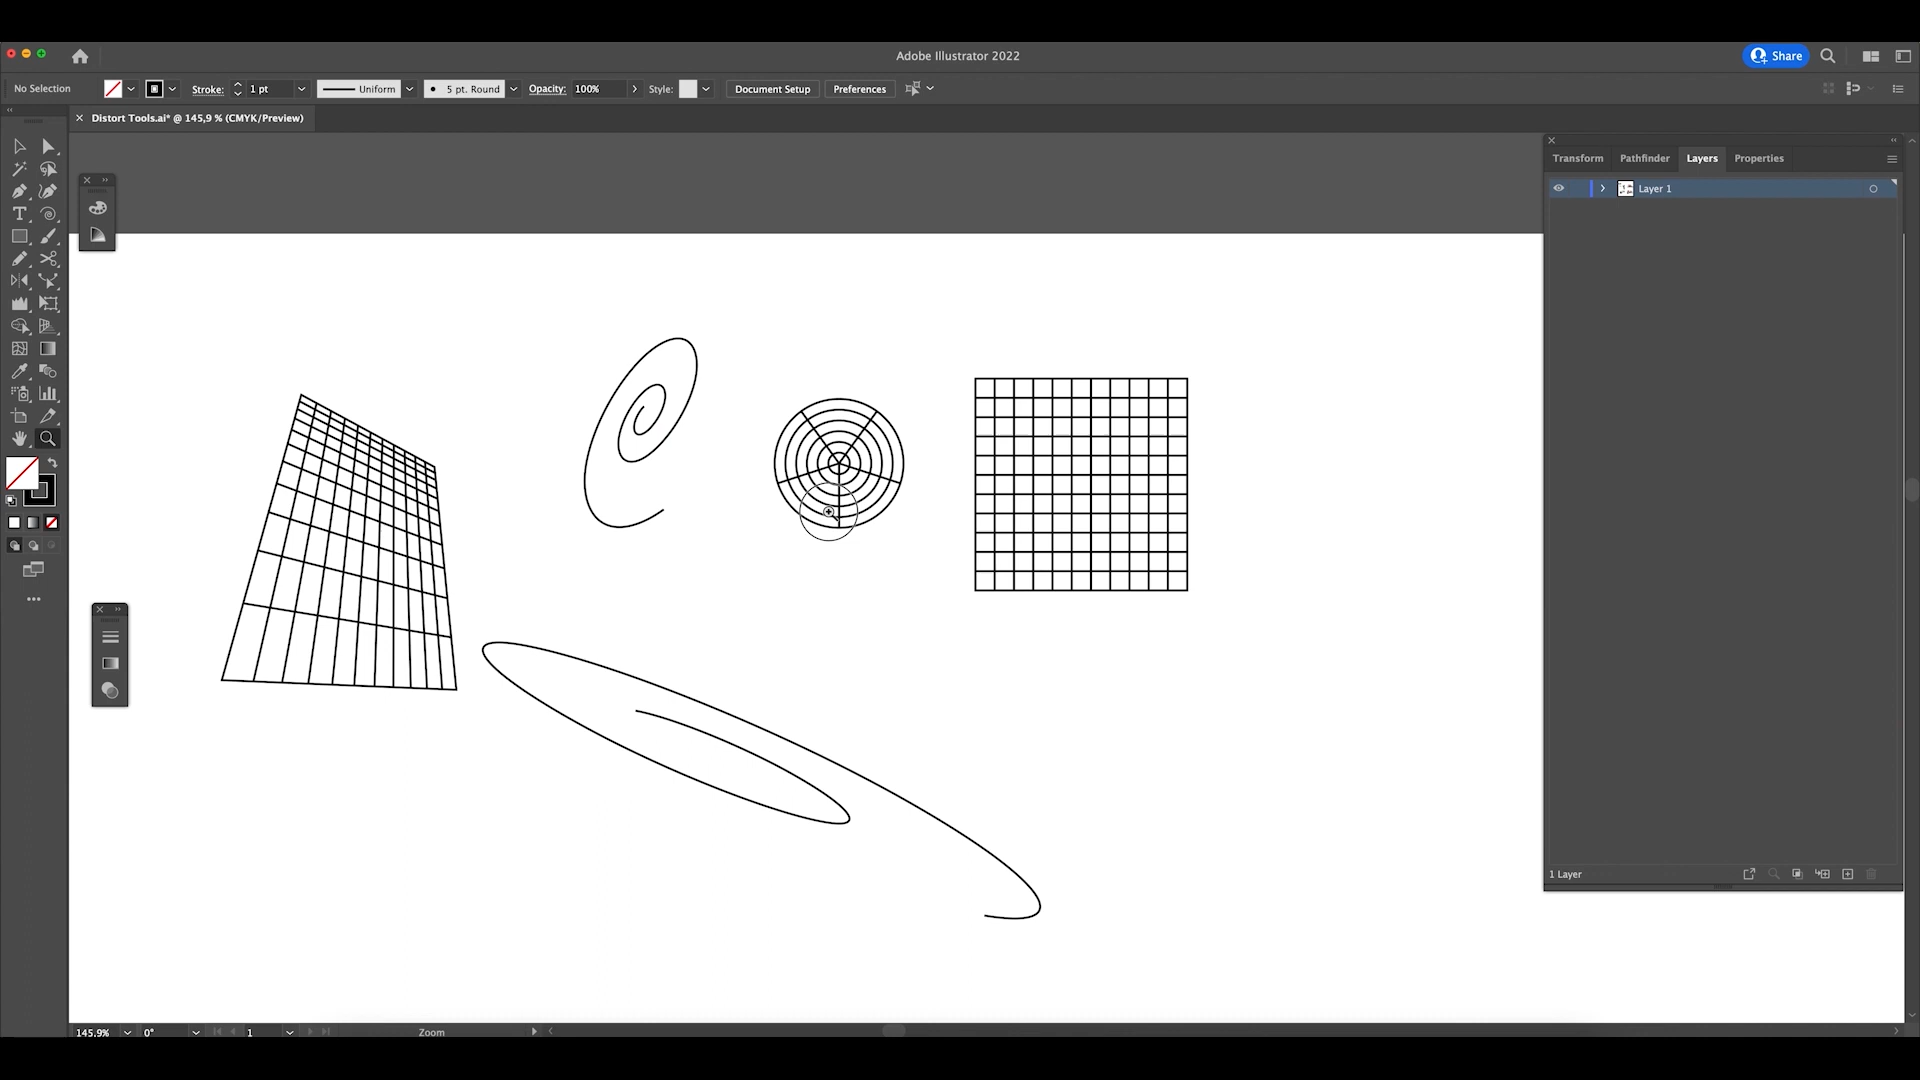 Adobe Illustrator 2022
Share
No Selection
Stroke: 1 pt
Uniform
5 pt. Round
Opacity: 100%
Style:
Document Setup
Preferences
Distort Tools.ai* @ 145,9 % (CMYK/Preview)
Transform Pathfinder Layers Properties
Layer 1
1 Layer
145,9% 0° 1 Zoom